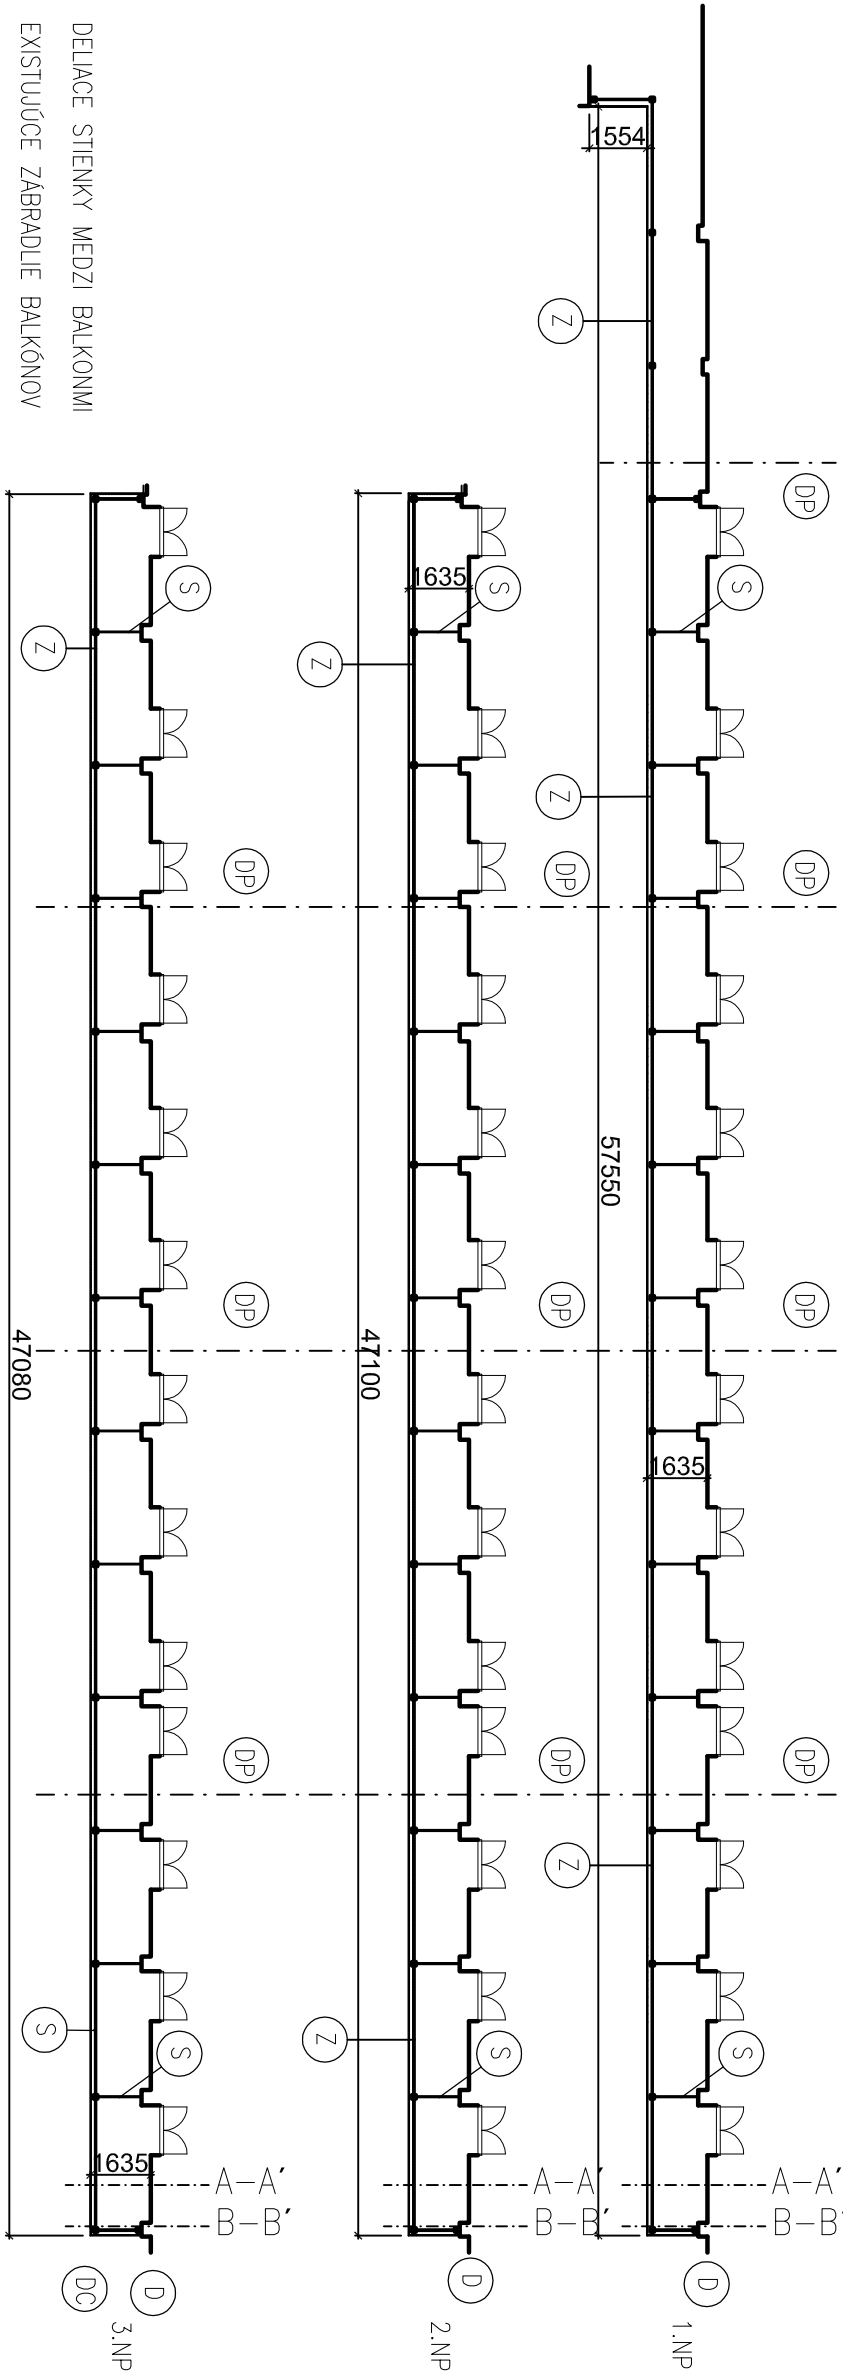 DELIACE STIENKY MEDZI BALKONMI
EXISTUJÚCE ZÁBRADLIE BALKÓNOV
1554
Z
DP
S
1635
S
S
Z
Z
Z
DP
DP
DP
57550
DP
DP
DP
47100
47080
1635
DP
DP
DP
Z
S
Z
S
S
S
1635
A-A'
A-A'
A-A'
B-B'
B-B'
B-B'
DC
D
D
D
3.NP
2.NP
1.NP